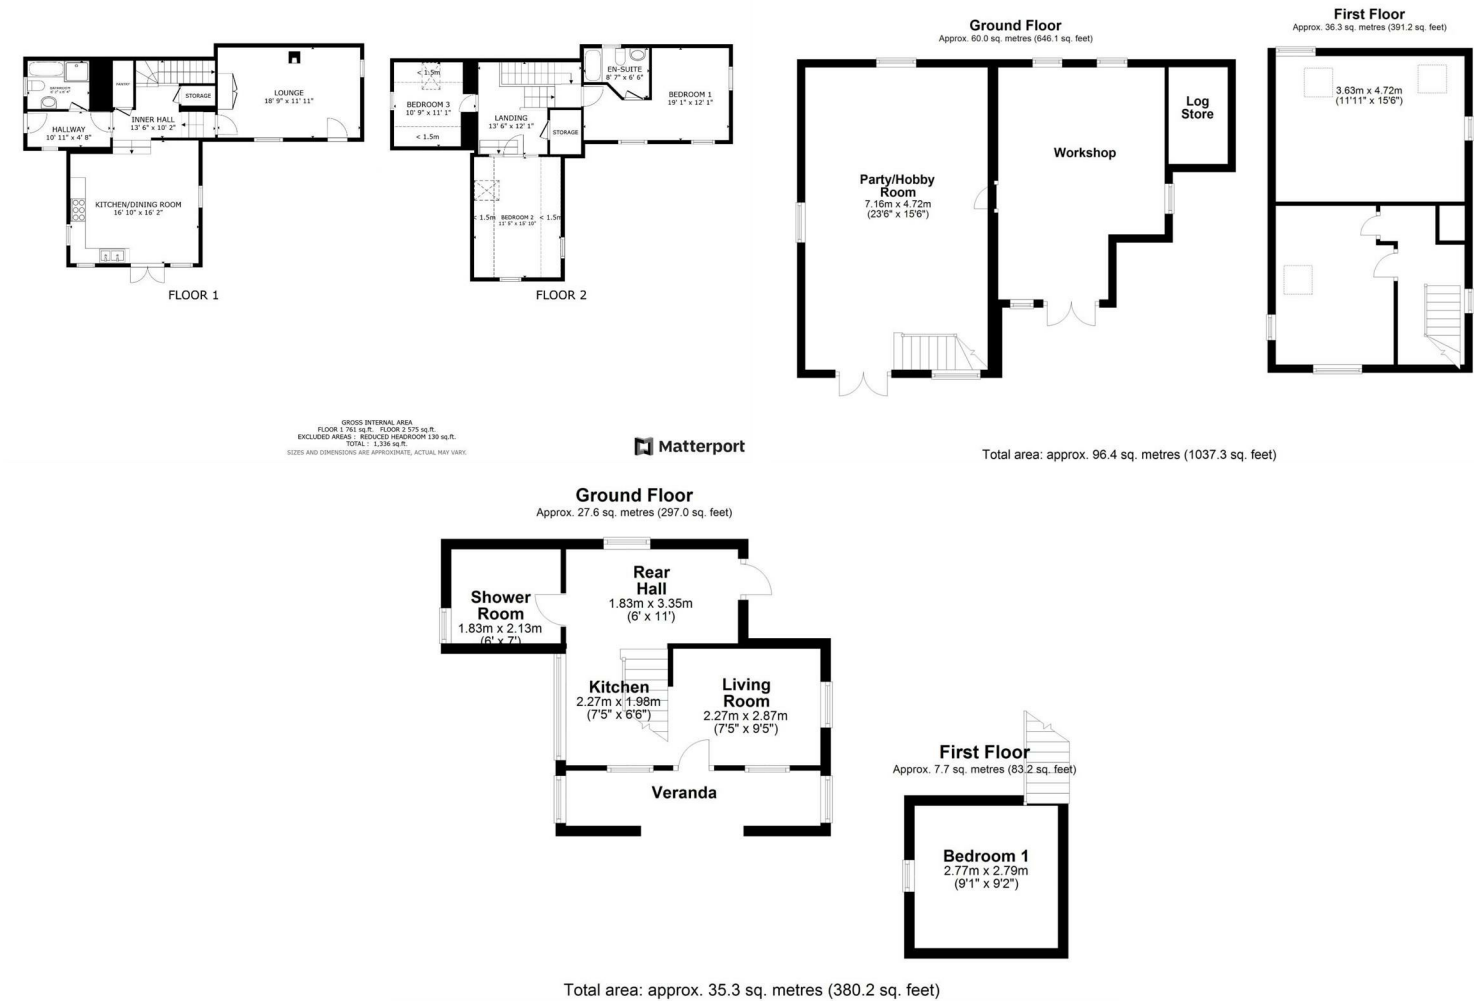 BATHROOM
PANTRY
STORAGE
HALLWAY
10' 11" x 4' 8"
INNER HALL
13' 6" x 10' 2"
LOUNGE
18' 9" x 11' 11"
KITCHEN/DINING ROOM
16' 10" x 16' 2"
FLOOR 1
< 1.5m
BEDROOM 3
10' 9" x 11' 1"
< 1.5m
LANDING
13' 6" x 12' 1"
EN-SUITE
8' 7" x 6' 6"
BEDROOM 1
19' 1" x 12' 1"
STORAGE
< 1.5m
BEDROOM 2
< 1.5m
FLOOR 2
GROSS INTERNAL AREA
FLOOR 1 761 sq.ft. FLOOR 2 575 sq.ft.
EXCLUDED AREAS : REDUCED HEADROOM 130 sq.ft.
TOTAL : 1,336 sq.ft.
SIZES AND DIMENSIONS ARE APPROXIMATE, ACTUAL MAY VARY.
Matterport
Ground Floor
Approx. 60.0 sq. metres (646.1 sq. feet)
Party/Hobby
Room
7.16m x 4.72m
(23'6" x 15'6")
Workshop
Log
Store
First Floor
Approx. 36.3 sq. metres (391.2 sq. feet)
3.63m x 4.72m
(11'11" x 15'6")
Total area: approx. 96.4 sq. metres (1037.3 sq. feet)
Ground Floor
Approx. 27.6 sq. metres (297.0 sq. feet)
Shower
Room
1.83m x 2.13m
(6' x 7')
Rear
Hall
1.83m x 3.35m
(6' x 11')
Kitchen
2.27m x 1.98m
(7'5" x 6'6")
Living
Room
2.27m x 2.87m
(7'5" x 9'5")
Veranda
First Floor
Approx. 7.7 sq. metres (83.2 sq. feet)
Bedroom 1
2.77m x 2.79m
(9'1" x 9'2")
Total area: approx. 35.3 sq. metres (380.2 sq. feet)